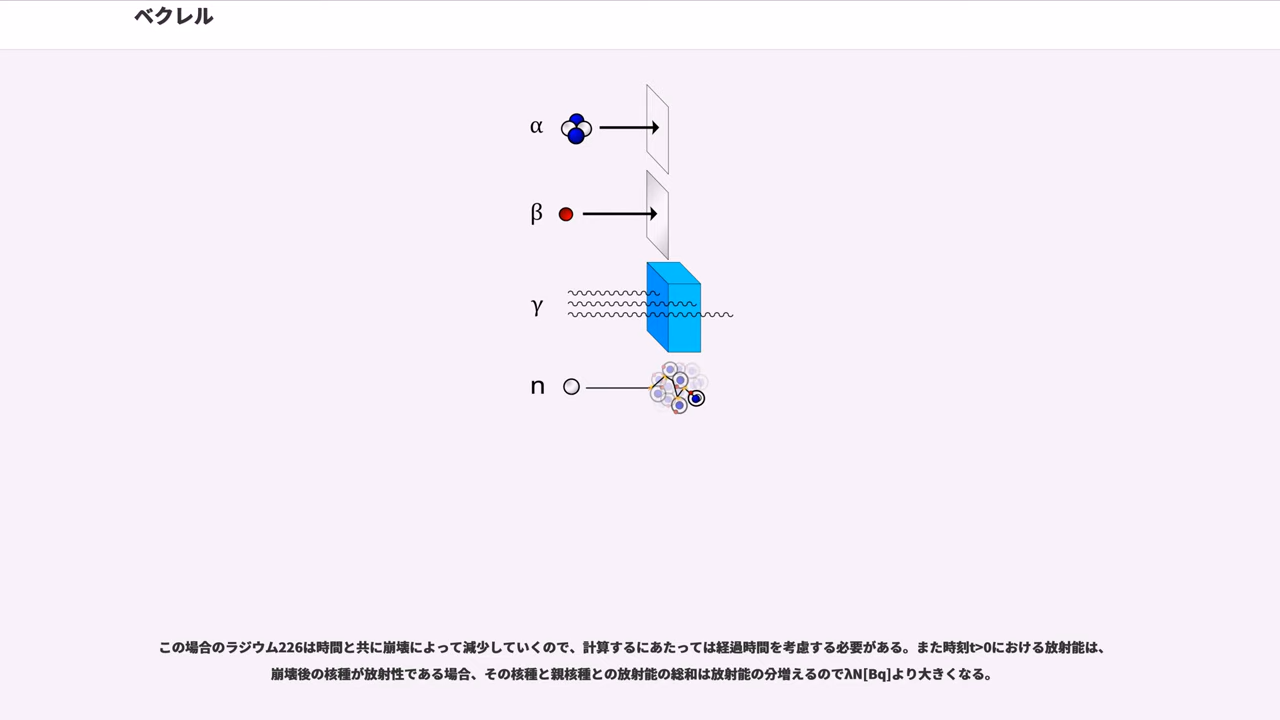 ベクレル
α
β
γ
n
この場合のラジウム226は時間と共に崩壊によって減少していくので、計算するにあたっては経過時間を考慮する必要がある。また時刻t>0における放射能は、
崩壊後の核種が放射性である場合、その核種と親核種との放射能の総和は放射能の分増えるのでλN[Bq]より大きくなる。